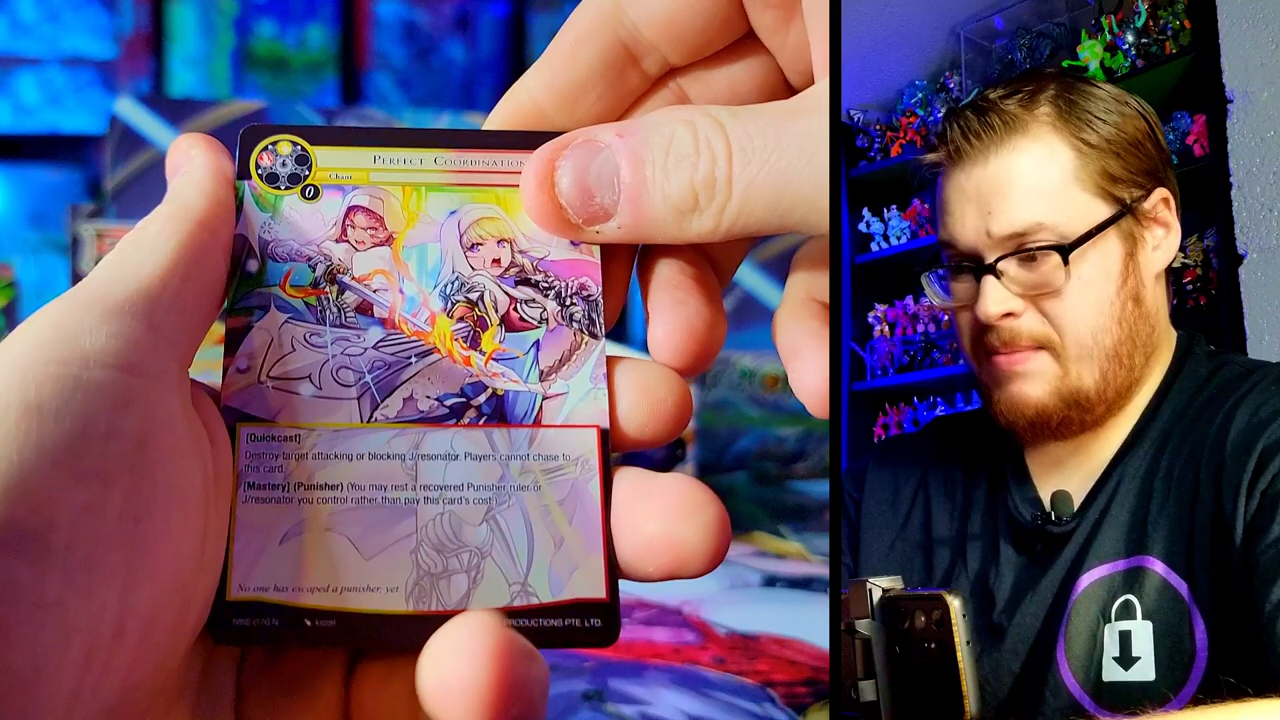 PERFECT COORDINATION
Chant
0
[Quickcast]
Destroy target attacking or blocking J/resonator. Players cannot chase to
this card.
[Mastery] (Punisher) (You may rest a recovered Punisher ruler or
J/resonator you control rather than pay this card's cost.)
No one has escaped a punisher, yet
PRODUCTIONS PTE. LTD.